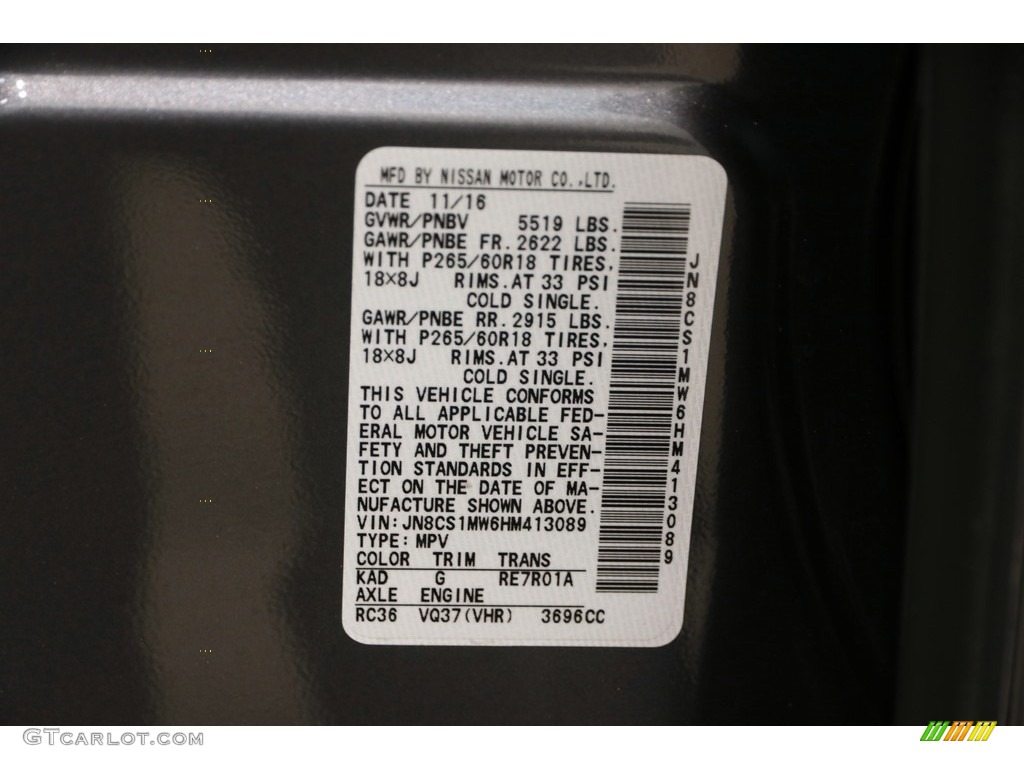 MFD BY NISSAN MOTOR CO.,LTD.
DATE 11/16
GVWR/PNBV 5519 LBS.
GAWR/PNBE FR.2622 LBS.
WITH P265/60R18 TIRES,
18×8J RIMS.AT 33 PSI
COLD SINGLE.
GAWR/PNBE RR.2915 LBS.
WITH P265/60R18 TIRES,
18×8J RIMS.AT 33 PSI
COLD SINGLE.
THIS VEHICLE CONFORMS
TO ALL APPLICABLE FED-
ERAL MOTOR VEHICLE SA-
FETY AND THEFT PREVEN-
TION STANDARDS IN EFF-
ECT ON THE DATE OF MA-
NUFACTURE SHOWN ABOVE.
VIN:JN8CS1MW6HM413089
TYPE:MPV
COLOR TRIM TRANS
KAD G RE7R01A
AXLE ENGINE
RC36 VQ37(VHR) 3696CC
JN8CS1MW6HM413089
GTCARLOT.COM